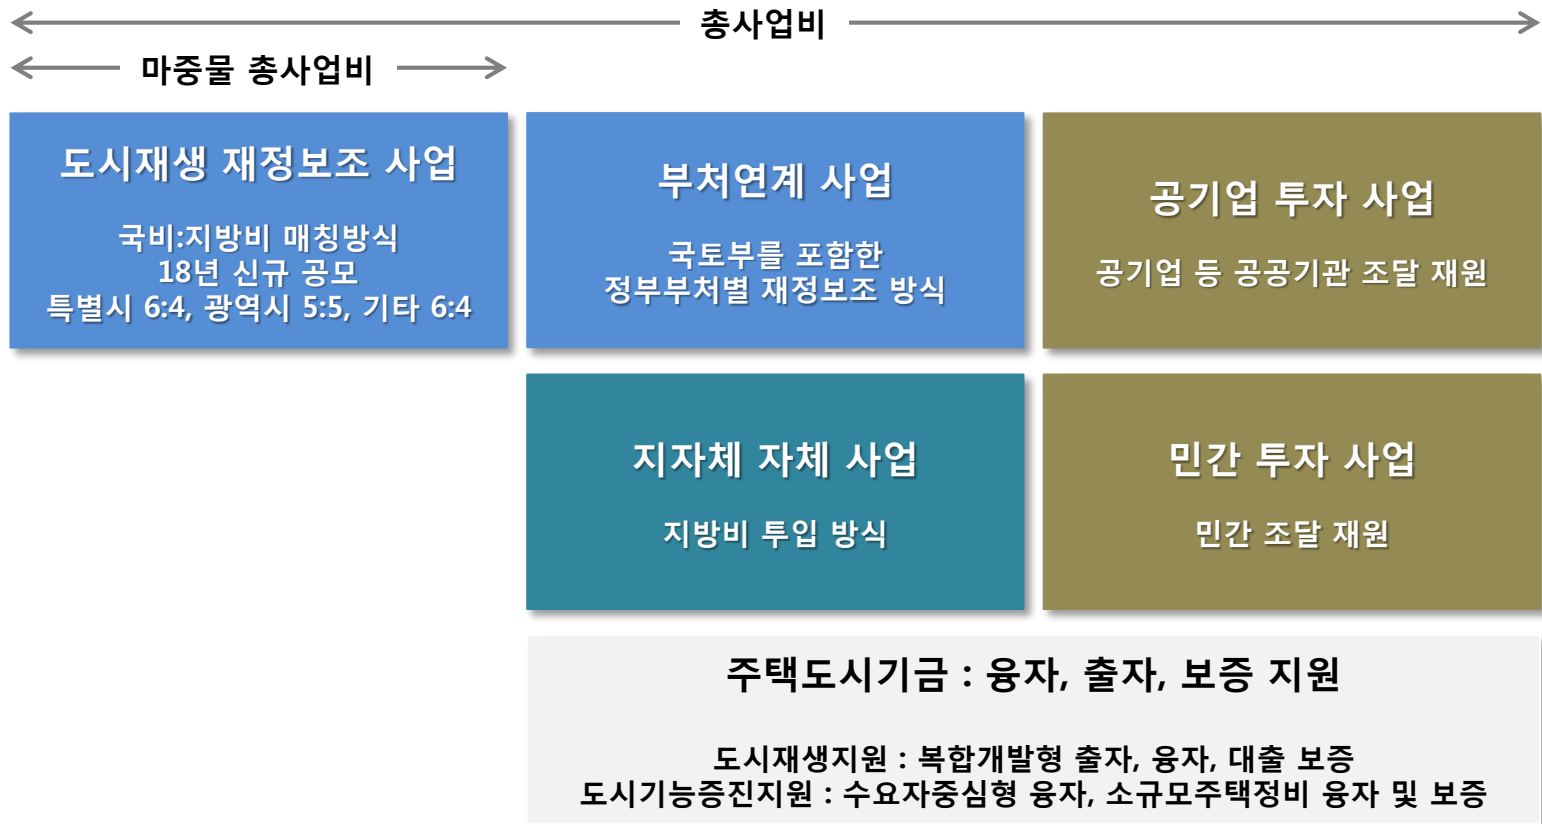 총사업비
마중물 총사업비
도시재생 재정보조 사업
국비:지방비 매칭방식
18년 신규 공모
특별시 6:4, 광역시 5:5, 기타 6:4
부처연계 사업
국토부를 포함한
정부부처별 재정보조 방식
공기업 투자 사업
공기업 등 공공기관 조달 재원
지자체 자체 사업
지방비 투입 방식
민간 투자 사업
민간 조달 재원
주택도시기금 : 융자, 출자, 보증 지원
도시재생지원 : 복합개발형 출자, 융자, 대출 보증
도시기능증진지원 : 수요자중심형 융자, 소규모주택정비 융자 및 보증